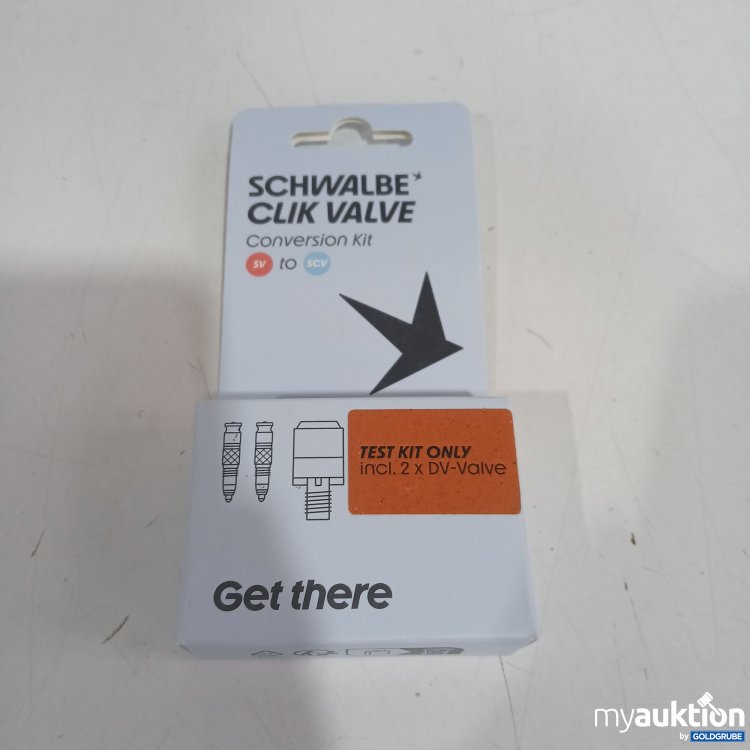 SCHWALBE
CLIK VALVE
Conversion Kit
SV to SCV
TEST KIT ONLY
incl. 2 x DV-Valve
Get there
myauktion
by GOLDGRUBE